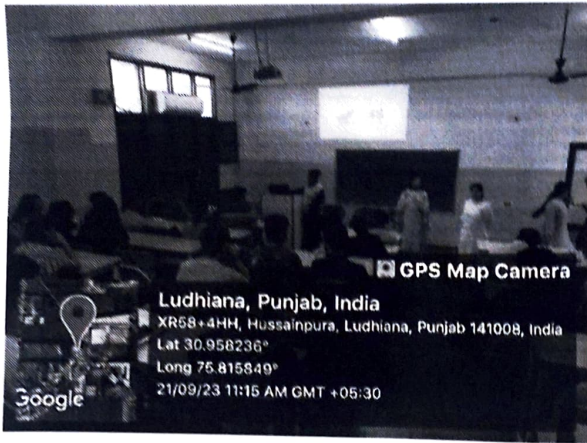 GPS Map Camera
Ludhiana, Punjab, India
XR58+4HH, Hussainpura, Ludhiana, Punjab 141008, India
Lat 30.958236°
Long 75.815849°
21/09/23 11:15 AM GMT +05:30
Google